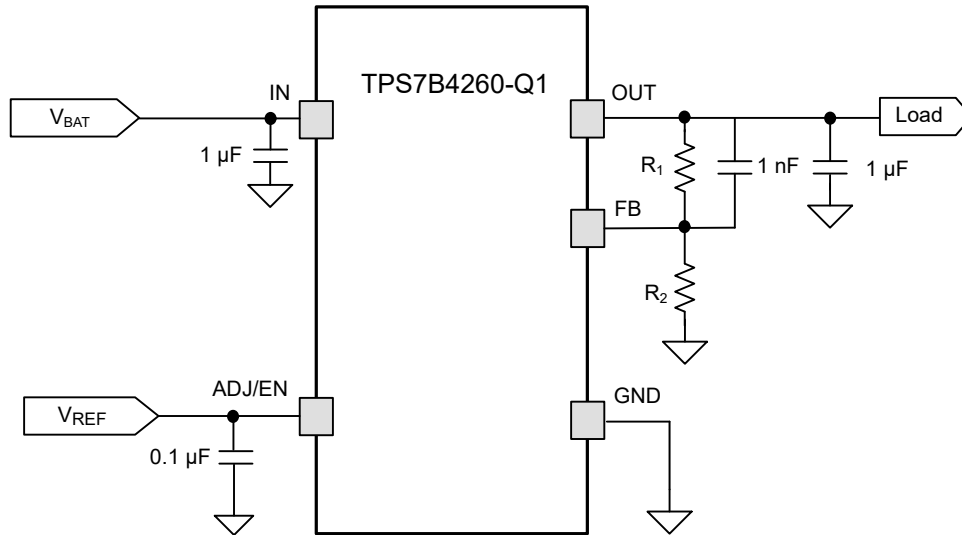 TPS7B4260-Q1
IN
OUT
V_BAT
Load
1 µF
R₁
1 nF
1 µF
FB
R₂
ADJ/EN
GND
V_REF
0.1 µF